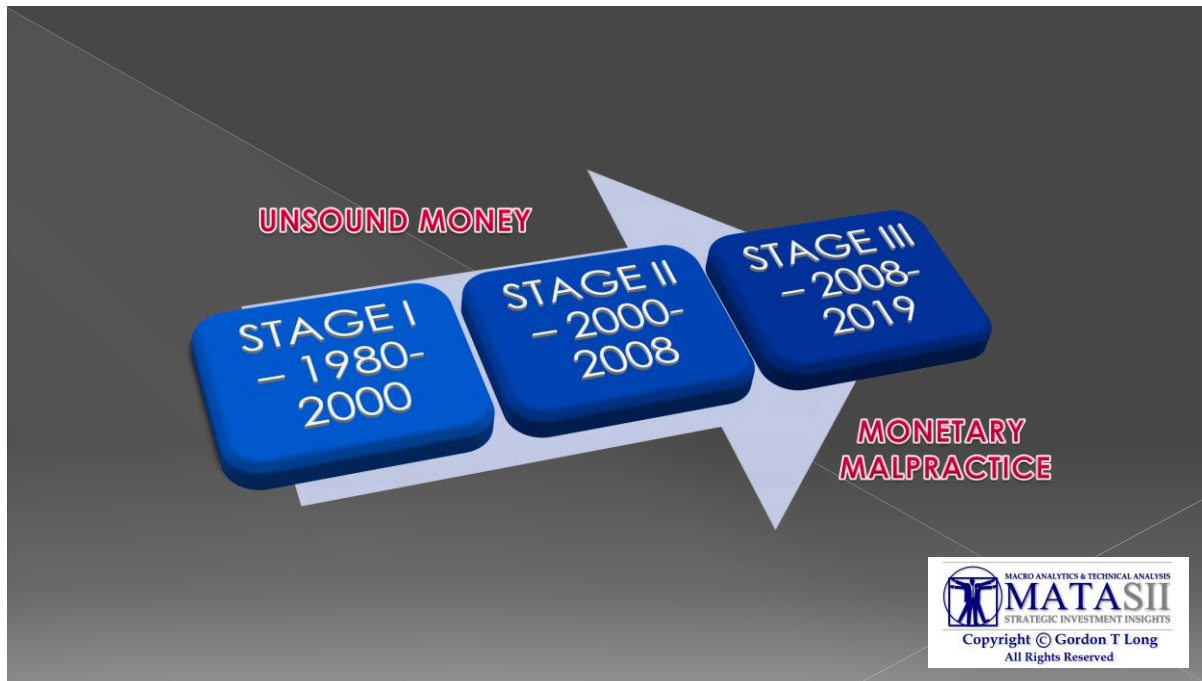 UNSOUND MONEY
STAGE I
– 1980-
2000
STAGE II
– 2000-
2008
STAGE III
– 2008-
2019
MONETARY
MALPRACTICE
MACRO ANALYTICS & TECHNICAL ANALYSIS
MATASII
STRATEGIC INVESTMENT INSIGHTS
Copyright © Gordon T Long
All Rights Reserved